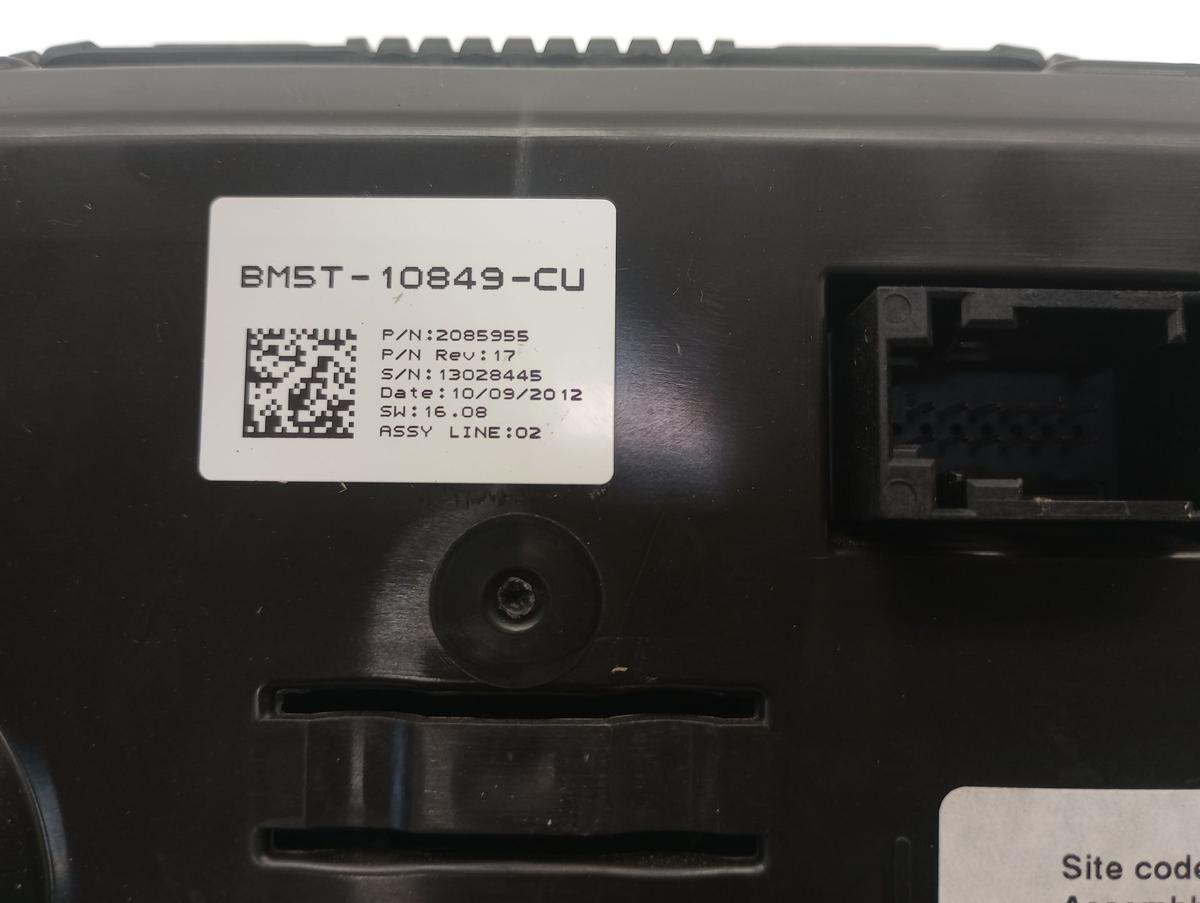 BM5T-10849-CU
P/N:2085955
P/N Rev:17
S/N:13028445
Date:10/09/2012
SW:16.08
ASSY LINE:02
Site code